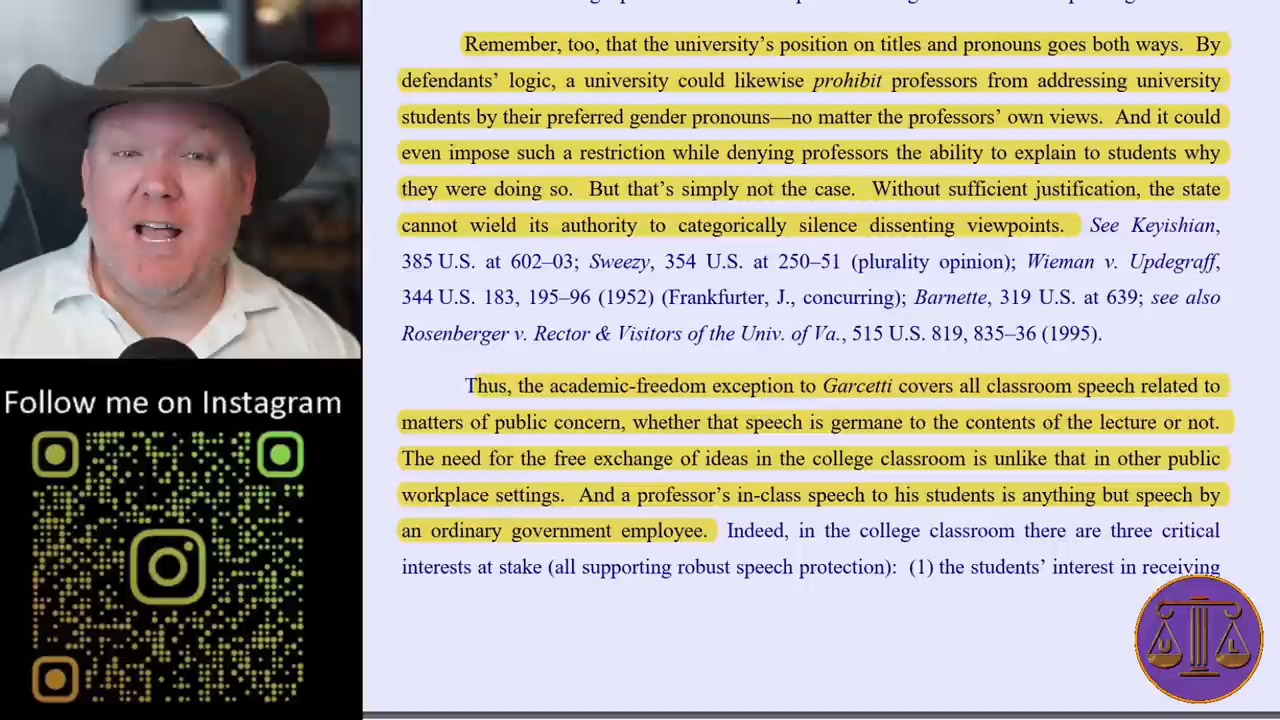 Remember, too, that the university's position on titles and pronouns goes both ways. By
defendants' logic, a university could likewise prohibit professors from addressing university
students by their preferred gender pronouns—no matter the professors' own views. And it could
even impose such a restriction while denying professors the ability to explain to students why
they were doing so. But that's simply not the case. Without sufficient justification, the state
cannot wield its authority to categorically silence dissenting viewpoints. See Keyishian,
385 U.S. at 602–03; Sweezy, 354 U.S. at 250–51 (plurality opinion); Wieman v. Updegraff,
344 U.S. 183, 195–96 (1952) (Frankfurter, J., concurring); Barnette, 319 U.S. at 639; see also
Rosenberger v. Rector & Visitors of the Univ. of Va., 515 U.S. 819, 835–36 (1995).
Thus, the academic-freedom exception to Garcetti covers all classroom speech related to
matters of public concern, whether that speech is germane to the contents of the lecture or not.
The need for the free exchange of ideas in the college classroom is unlike that in other public
workplace settings. And a professor's in-class speech to his students is anything but speech by
an ordinary government employee. Indeed, in the college classroom there are three critical
interests at stake (all supporting robust speech protection): (1) the students' interest in receiving
Follow me on Instagram
U L